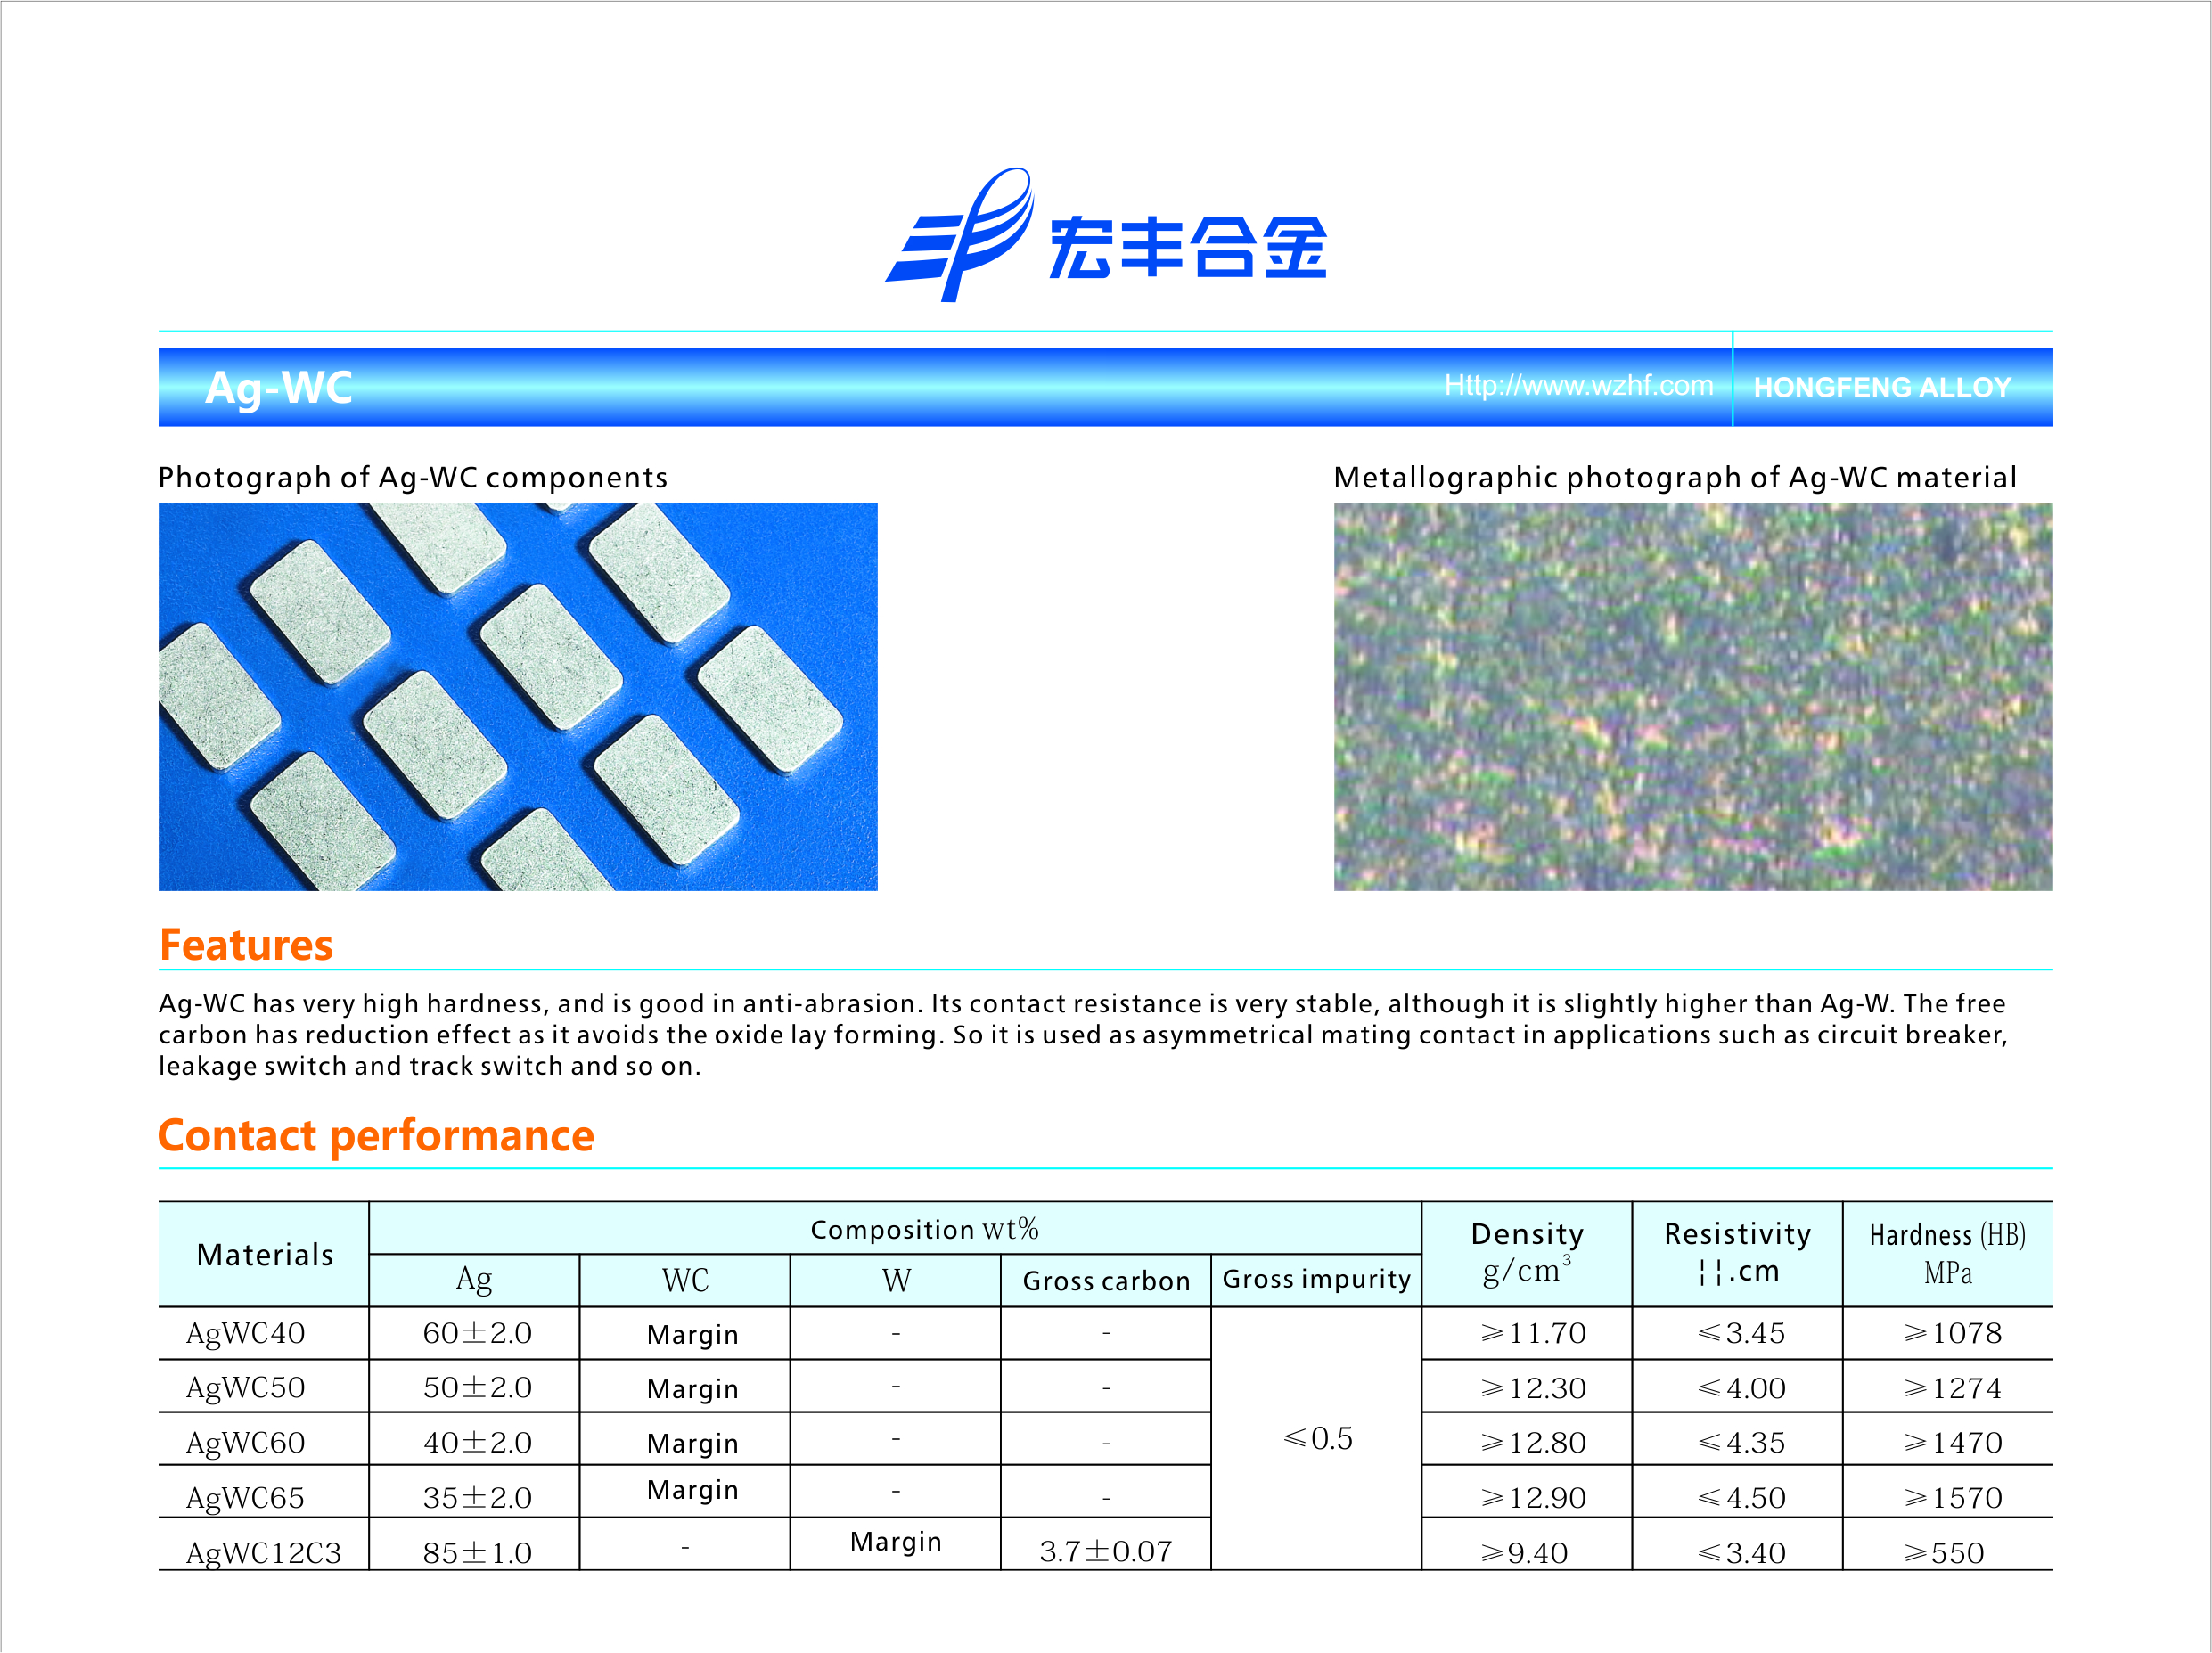 宏丰合金
Ag-WC Http://www.wzhf.com HONGFENG ALLOY
Photograph of Ag-WC components
Metallographic photograph of Ag-WC material
Features
Ag-WC has very high hardness, and is good in anti-abrasion. Its contact resistance is very stable, although it is slightly higher than Ag-W. The free
carbon has reduction effect as it avoids the oxide lay forming. So it is used as asymmetrical mating contact in applications such as circuit breaker,
leakage switch and track switch and so on.
Contact performance
Materials Composition wt% Density g/cm³ Resistivity ¦¦.cm Hardness (HB) MPa
Ag WC W Gross carbon Gross impurity
AgWC40 60±2.0 Margin - - ≥11.70 ≤3.45 ≥1078
AgWC50 50±2.0 Margin - - ≥12.30 ≤4.00 ≥1274
AgWC60 40±2.0 Margin - - ≤0.5 ≥12.80 ≤4.35 ≥1470
AgWC65 35±2.0 Margin - - ≥12.90 ≤4.50 ≥1570
AgWC12C3 85±1.0 - Margin 3.7±0.07 ≥9.40 ≤3.40 ≥550